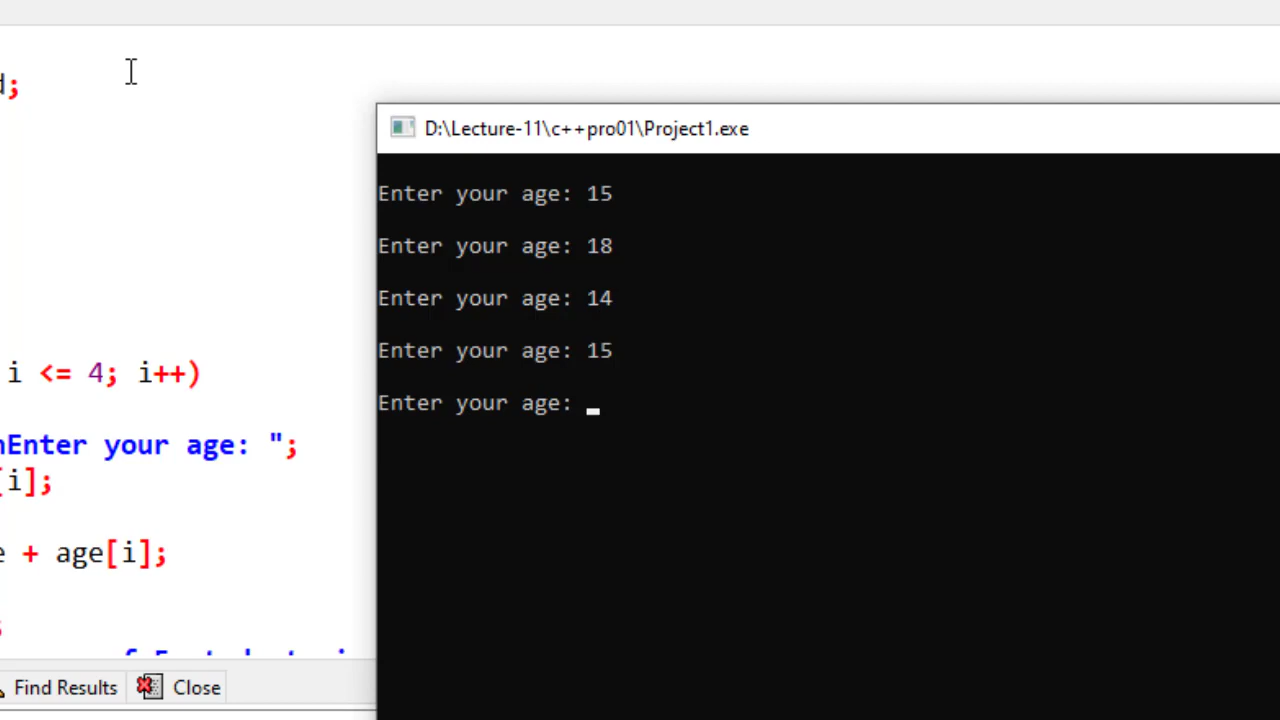 d;
D:\Lecture-11\c++pro01\Project1.exe
Enter your age: 15
Enter your age: 18
Enter your age: 14
Enter your age: 15
Enter your age:
i <= 4; i++)
nEnter your age: ";
[i];
e + age[i];
Find Results
Close